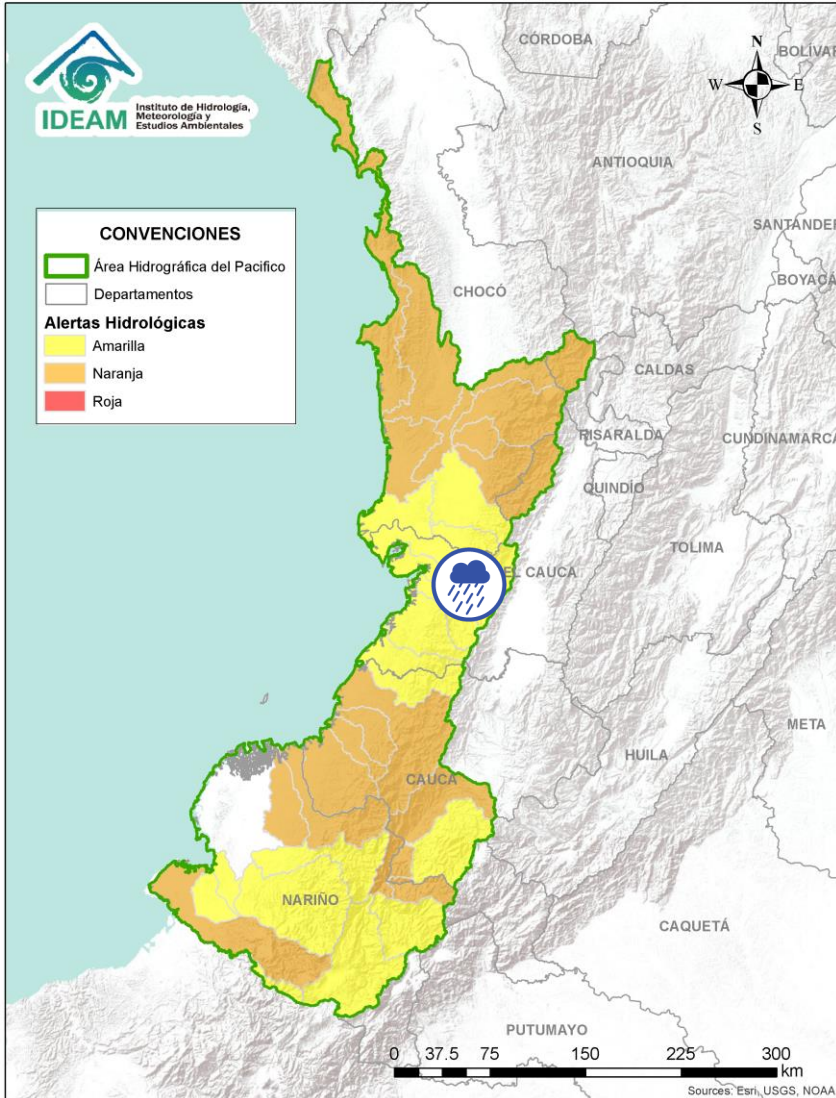 IDEAM
Instituto de Hidrología,
Meteorología y
Estudios Ambientales
CÓRDOBA
BOLÍVAR
N
W
E
S
ANTIOQUIA
SANTANDER
BOYACÁ
CONVENCIONES
Área Hidrográfica del Pacifico
Departamentos
Alertas Hidrológicas
Amarilla
Naranja
Roja
CHOCÓ
CALDAS
RISARALDA
CUNDINAMARCA
QUINDÍO
TOLIMA
EL CAUCA
META
HUILA
CAUCA
NARIÑO
CAQUETÁ
PUTUMAYO
0 37.5 75 150 225 300
km
Sources: Esri, USGS, NOAA